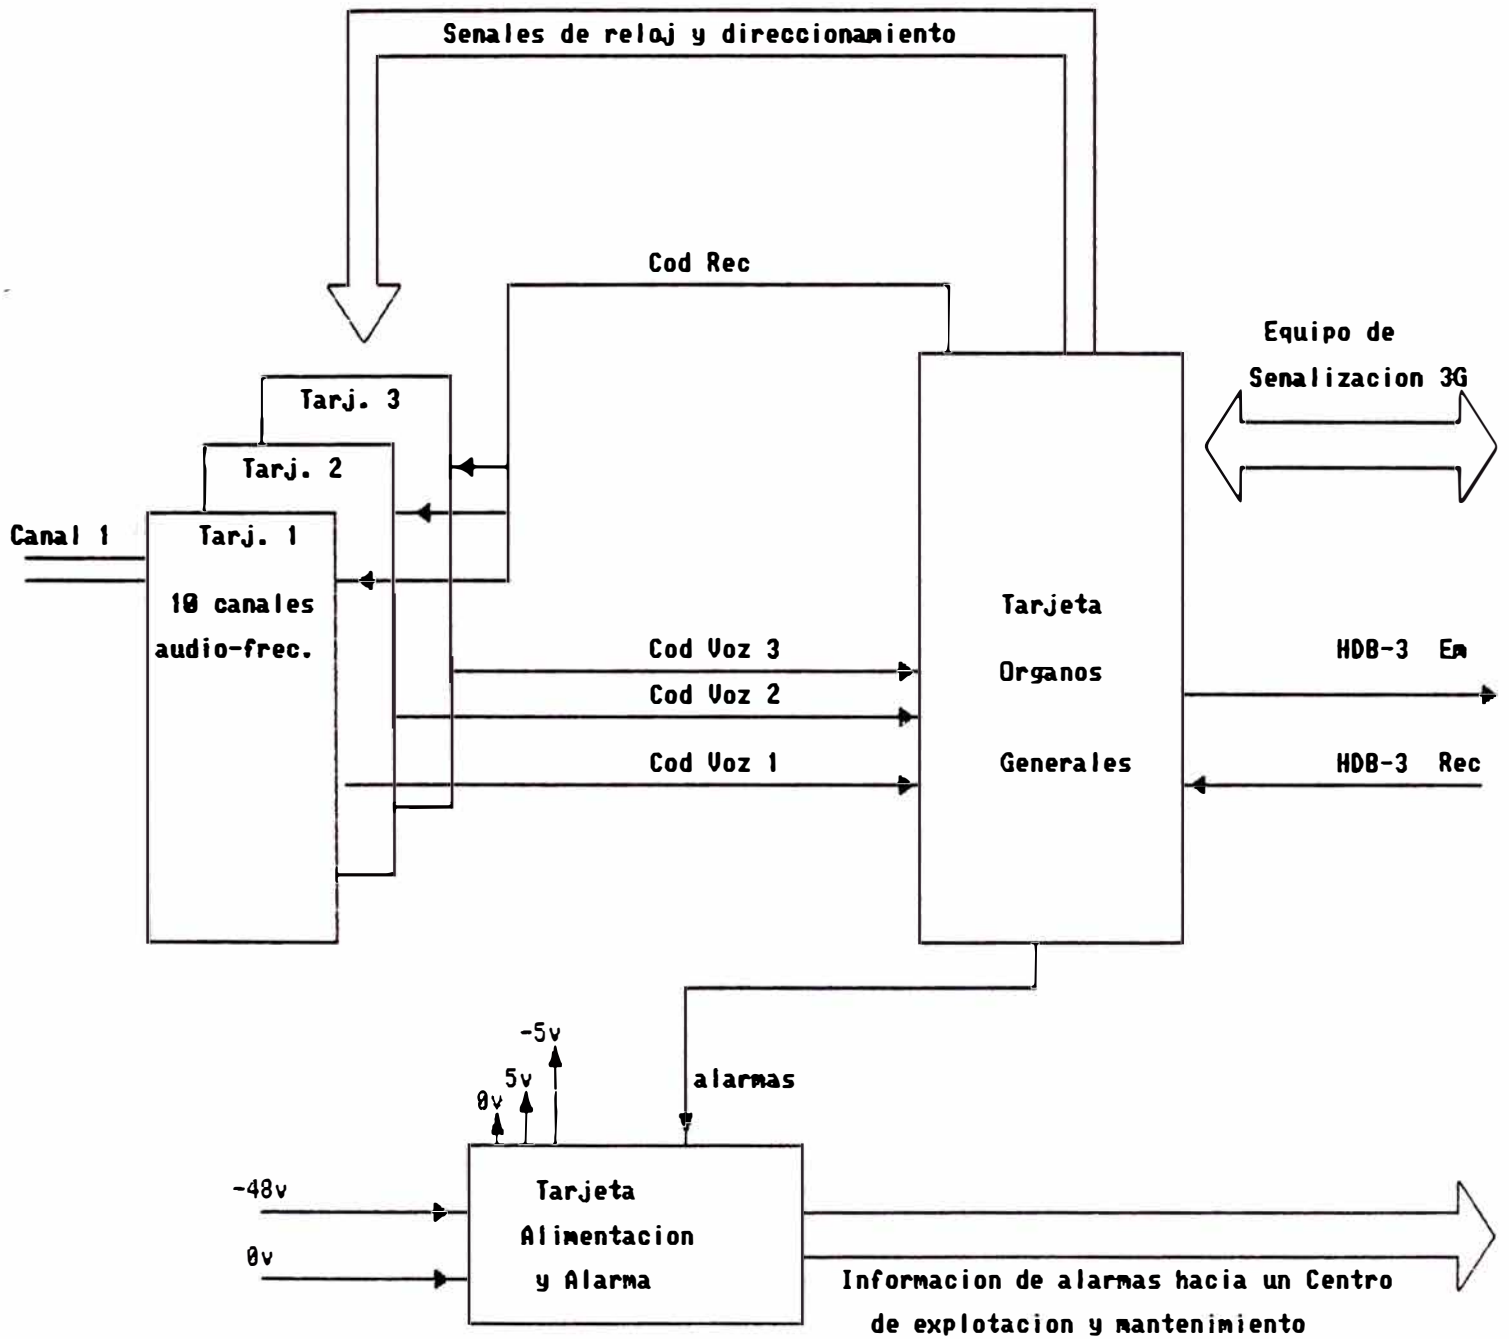 Senales de reloj y direccionamiento
Cod Rec
Equipo de
Senalizacion 3G
Tarj. 3
Tarj. 2
Canal 1
Tarj. 1
10 canales
audio-frec.
Tarjeta
Organos
Generales
Cod Voz 3
Cod Voz 2
Cod Voz 1
HDB-3 Em
HDB-3 Rec
-5v
5v
0v
alarmas
-48v
0v
Tarjeta
Alimentacion
y Alarma
Informacion de alarmas hacia un Centro
de explotacion y mantenimiento